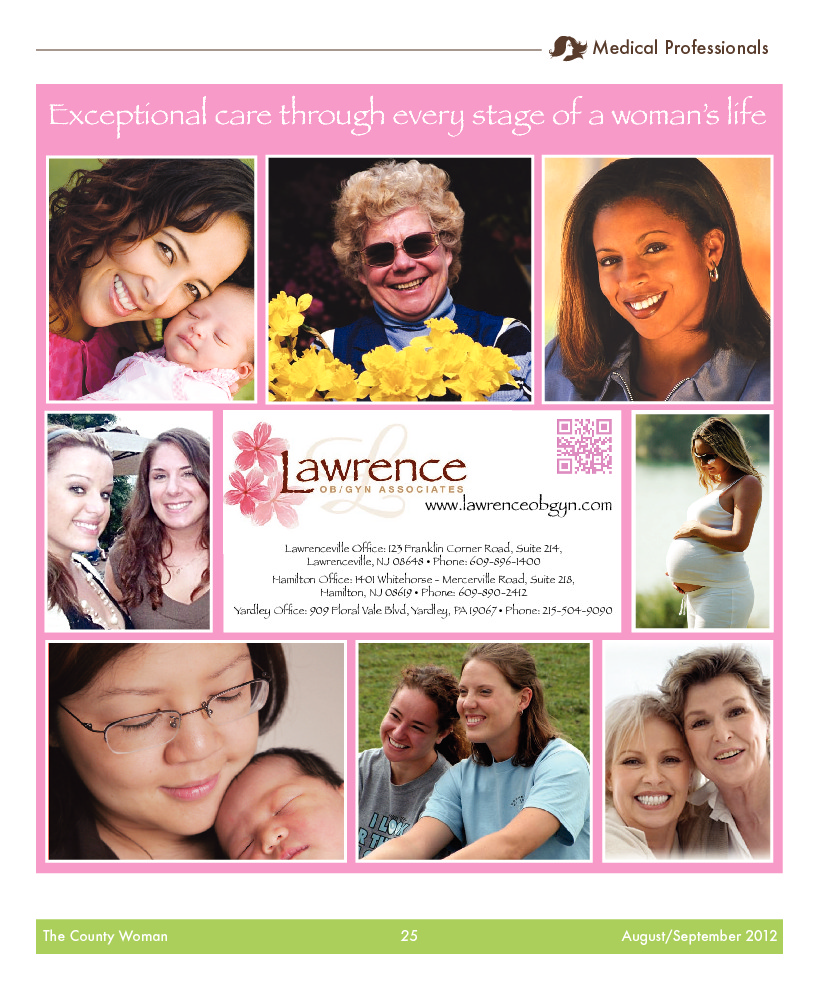 Medical Professionals
Exceptional care through every stage of a woman's life
Lawrence
OB/GYN ASSOCIATES
www.lawrenceobgyn.com
Lawrenceville Office: 123 Franklin Corner Road, Suite 214,
Lawrenceville, NJ 08648 • Phone: 609-896-1400
Hamilton Office: 1401 Whitehorse - Mercerville Road, Suite 218,
Hamilton, NJ 08619 • Phone: 609-890-2412
Yardley Office: 909 Floral Vale Blvd, Yardley, PA 19067 • Phone: 215-504-9090
I
The County Woman 25 August/September 2012